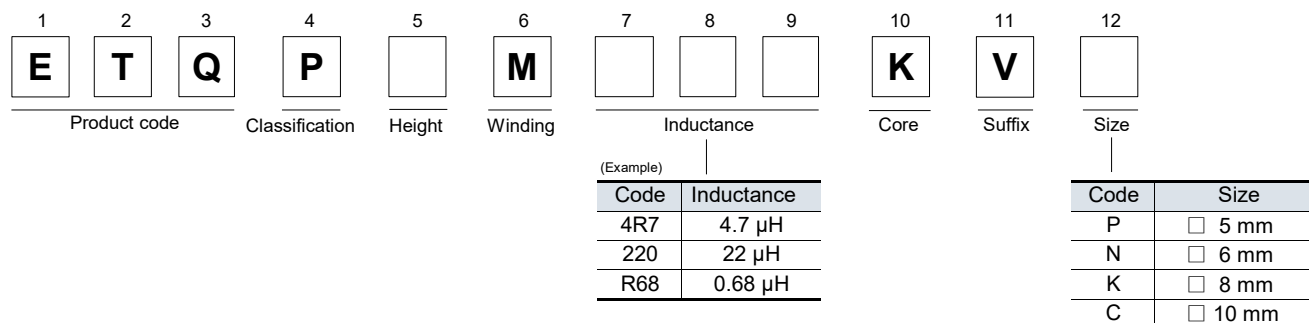 1 2 3 4 5 6 7 8 9 10 11 12
E T Q P M K V
Product code Classification Height Winding Inductance Core Suffix Size
(Example)
Code Inductance
4R7 4.7 µH
220 22 µH
R68 0.68 µH
Code Size
P □ 5 mm
N □ 6 mm
K □ 8 mm
C □ 10 mm